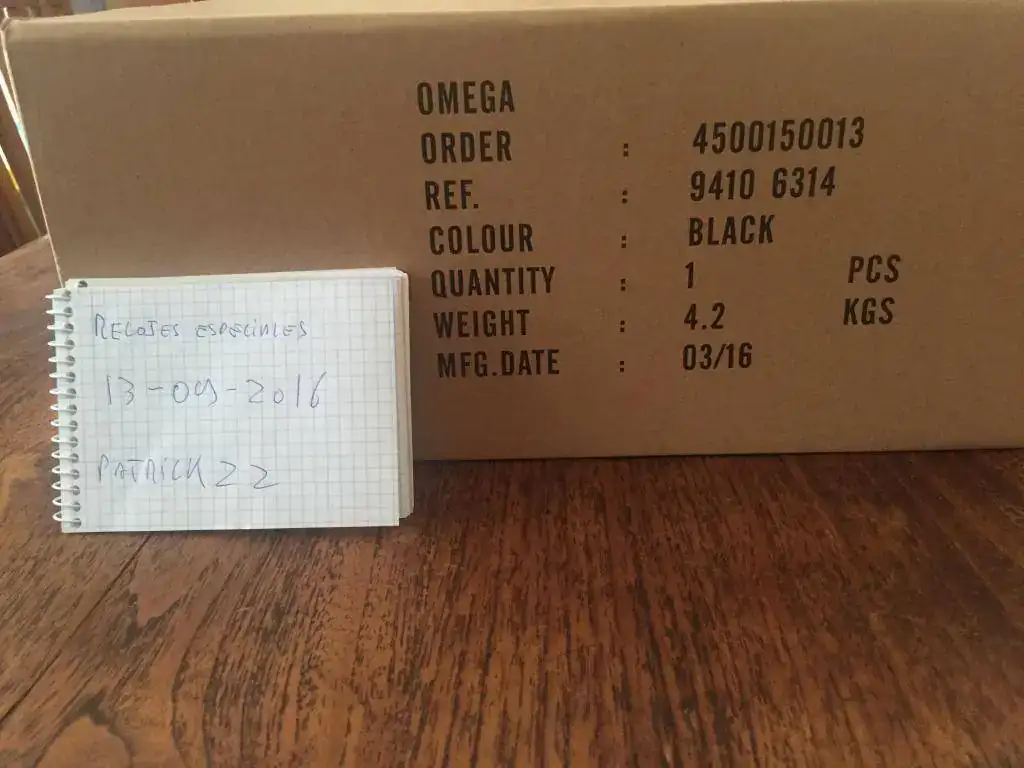 OMEGA
ORDER : 4500150013
REF. : 9410 6314
COLOUR : BLACK
QUANTITY : 1 PCS
WEIGHT : 4.2 KGS
MFG.DATE : 03/16
RELOJES ESPECIALES
13-09-2016
PATRICK22